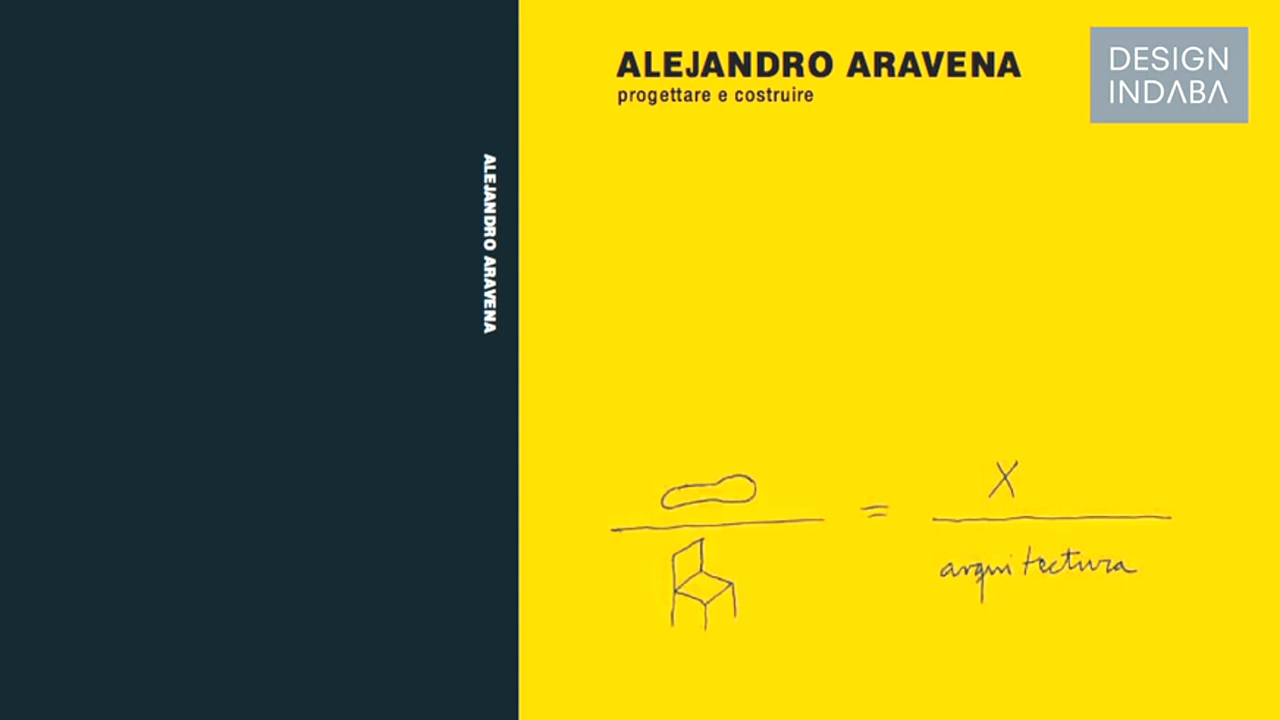 ALEJANDRO ARAVENA
ALEJANDRO ARAVENA
progettare e costruire
DESIGN
INDABA
= X
arquitectura